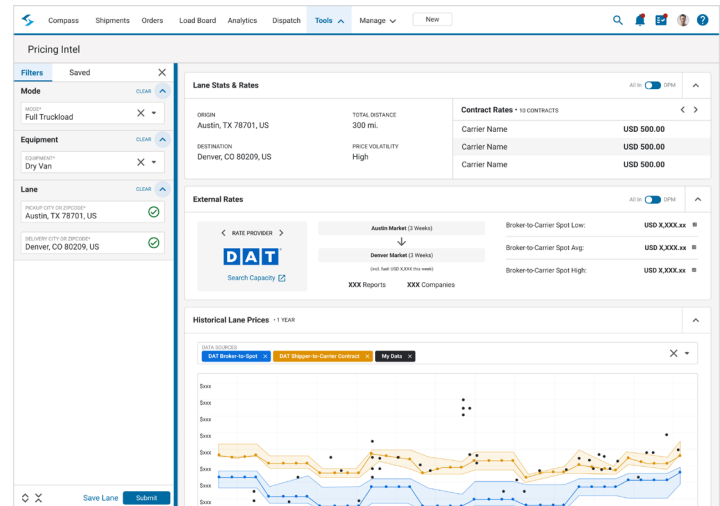 Compass Shipments Orders Load Board Analytics Dispatch Tools Manage New
Pricing Intel
Filters Saved
Mode CLEAR
MODE*
Full Truckload
Equipment CLEAR
EQUIPMENT*
Dry Van
Lane CLEAR
PICKUP CITY OR ZIPCODE*
Austin, TX 78701, US
DELIVERY CITY OR ZIPCODE*
Denver, CO 80209, US
Save Lane Submit
Lane Stats & Rates All In DPM
ORIGIN
Austin, TX 78701, US
TOTAL DISTANCE
300 mi.
DESTINATION
Denver, CO 80209, US
PRICE VOLATILITY
High
Contract Rates • 10 CONTRACTS
Carrier Name USD 500.00
Carrier Name USD 500.00
Carrier Name USD 500.00
External Rates All In DPM
RATE PROVIDER
DAT
Search Capacity
Austin Market (3 Weeks)
Denver Market (3 Weeks)
(incl. fuel USD X,XXX this week)
XXX Reports XXX Companies
Broker-to-Carrier Spot Low: USD X,XXX.xx
Broker-to-Carrier Spot Avg: USD X,XXX.xx
Broker-to-Carrier Spot High: USD X,XXX.xx
Historical Lane Prices • 1 YEAR
DATA SOURCES
DAT Broker-to-Spot × DAT Shipper-to-Carrier Contract × My Data ×
$xxx
$xxx
$xxx
$xxx
$xxx
$xxx
$xxx
$xxx